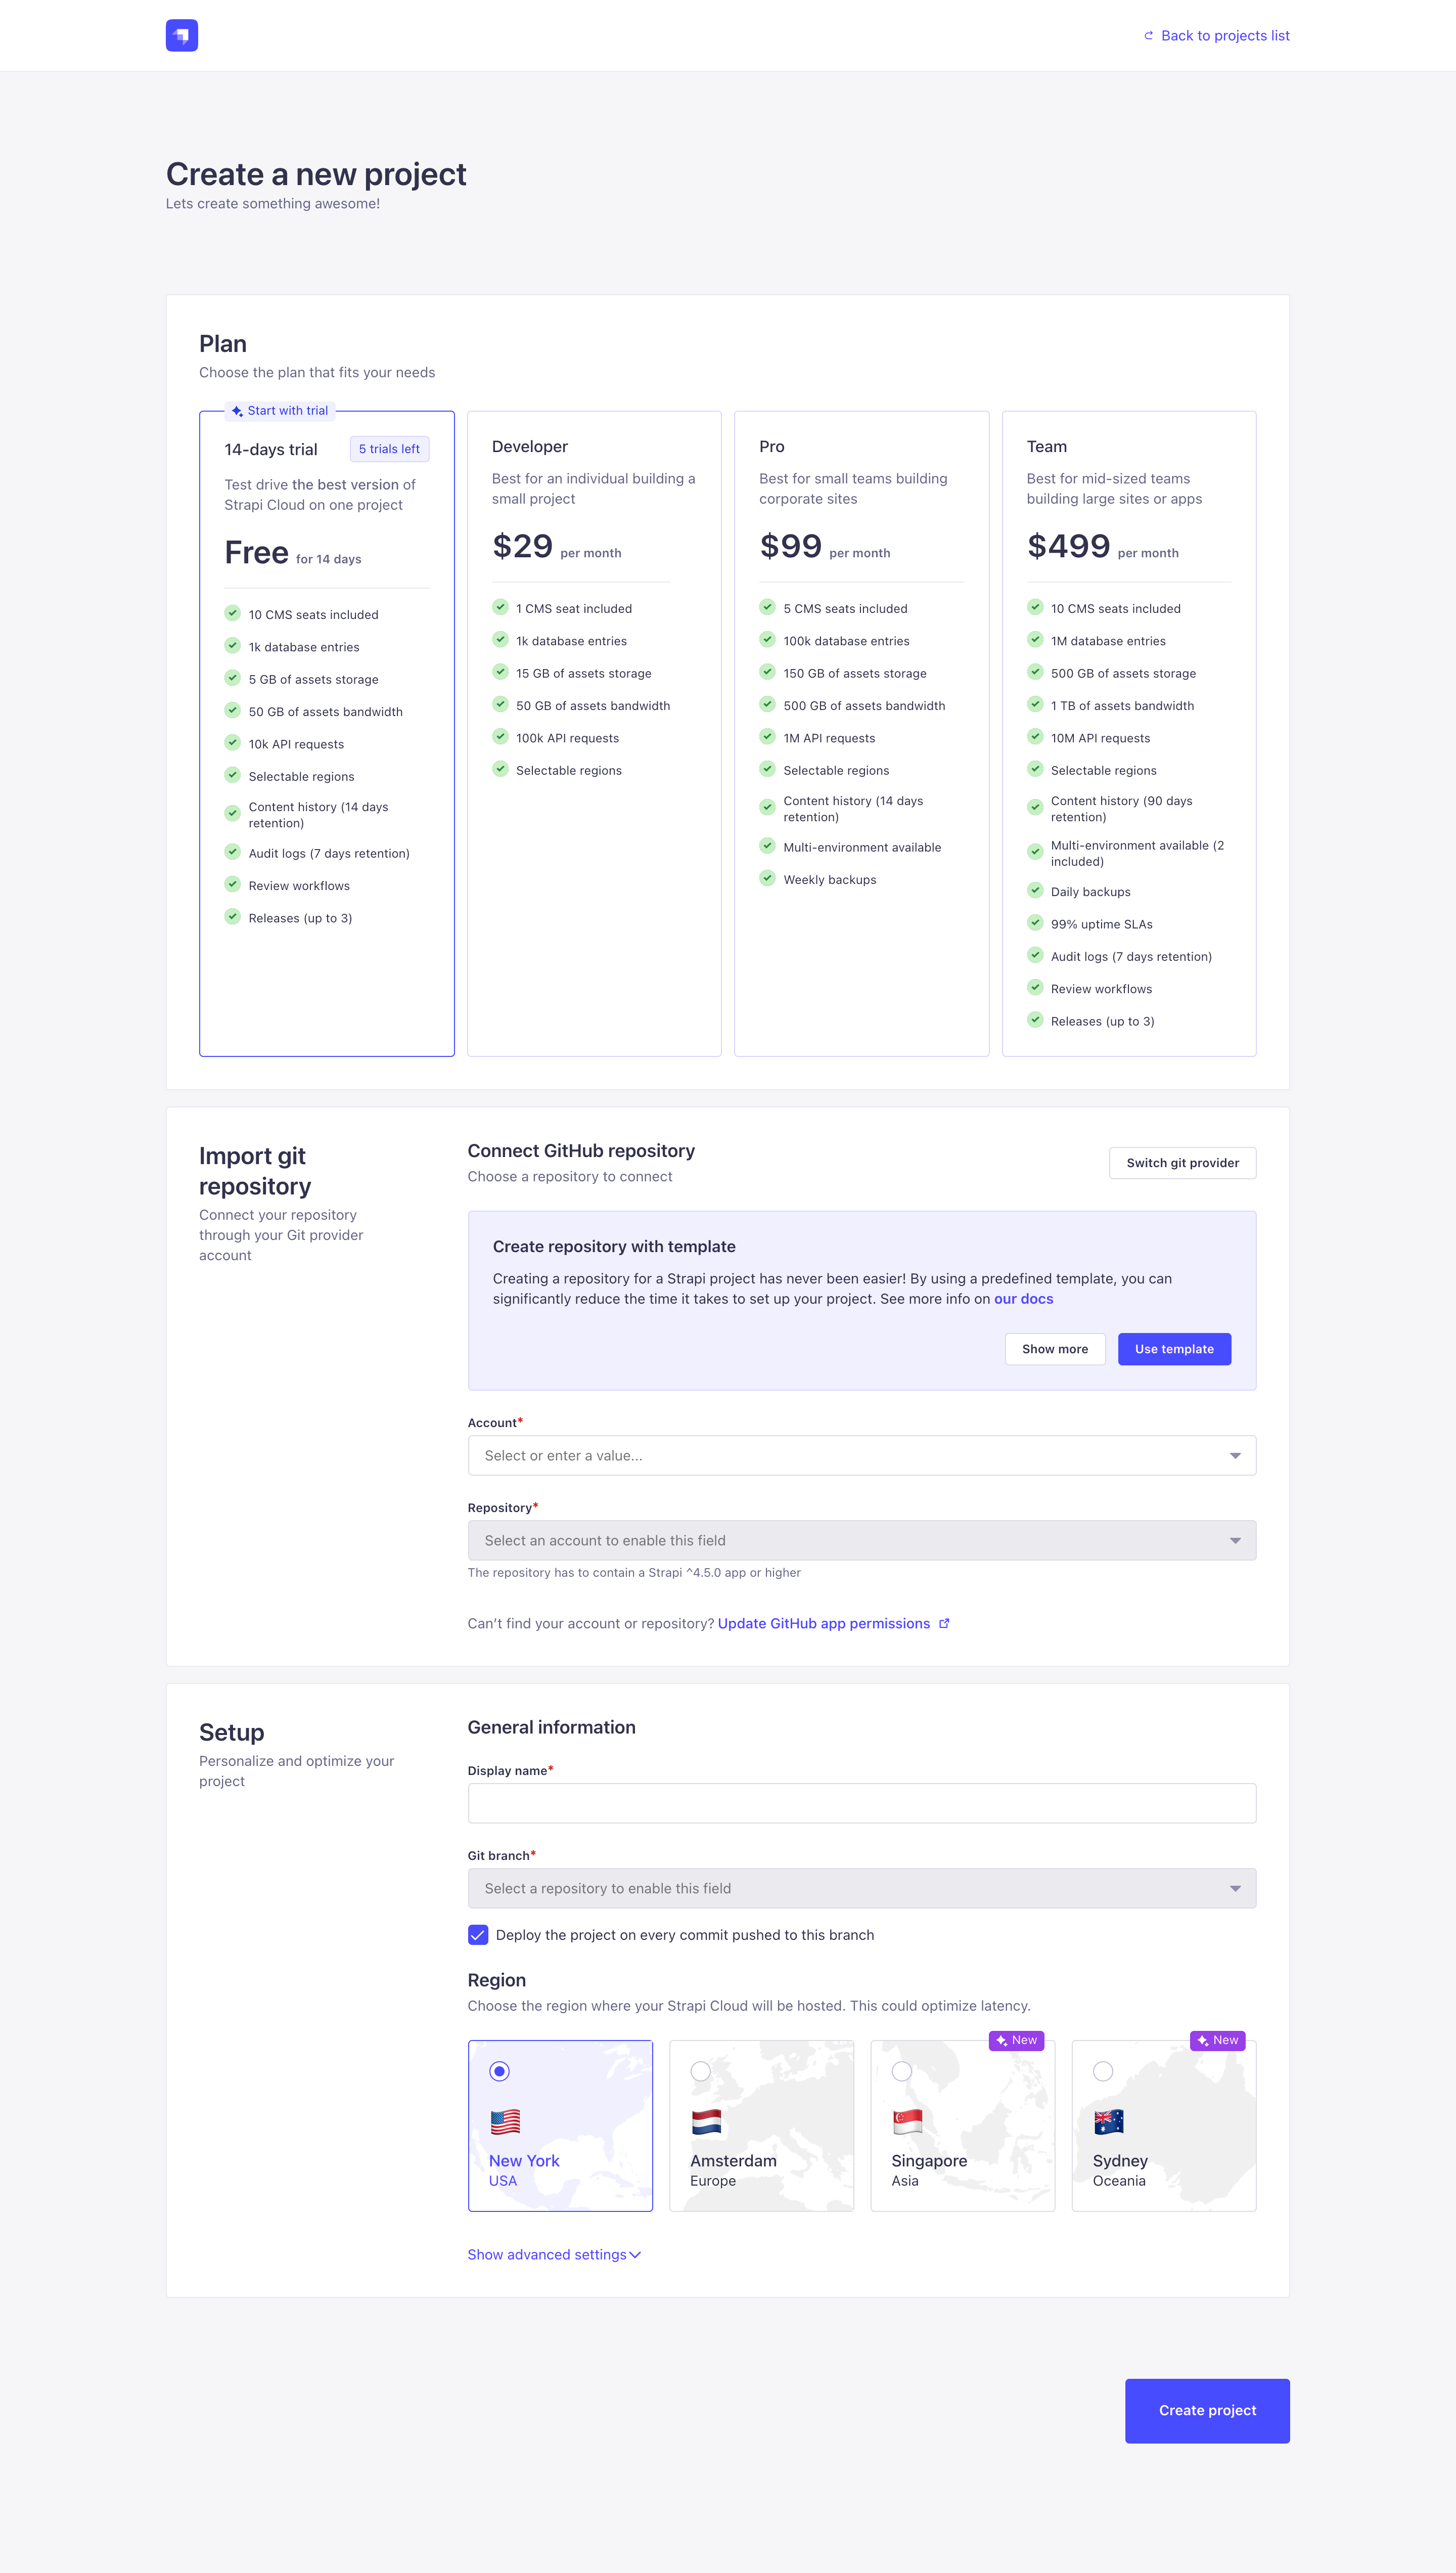 Back to projects list
Create a new project
Lets create something awesome!
Plan
Choose the plan that fits your needs
Start with trial
14-days trial
5 trials left
Test drive the best version of
Strapi Cloud on one project
Free for 14 days
10 CMS seats included
1k database entries
5 GB of assets storage
50 GB of assets bandwidth
10k API requests
Selectable regions
Content history (14 days
retention)
Audit logs (7 days retention)
Review workflows
Releases (up to 3)
Developer
Best for an individual building a
small project
$29 per month
1 CMS seat included
1k database entries
15 GB of assets storage
50 GB of assets bandwidth
100k API requests
Selectable regions
Pro
Best for small teams building
corporate sites
$99 per month
5 CMS seats included
100k database entries
150 GB of assets storage
500 GB of assets bandwidth
1M API requests
Selectable regions
Content history (14 days
retention)
Multi-environment available
Weekly backups
Team
Best for mid-sized teams
building large sites or apps
$499 per month
10 CMS seats included
1M database entries
500 GB of assets storage
1 TB of assets bandwidth
10M API requests
Selectable regions
Content history (90 days
retention)
Multi-environment available (2
included)
Daily backups
99% uptime SLAs
Audit logs (7 days retention)
Review workflows
Releases (up to 3)
Import git
repository
Connect your repository
through your Git provider
account
Connect GitHub repository
Choose a repository to connect
Switch git provider
Create repository with template
Creating a repository for a Strapi project has never been easier! By using a predefined template, you can
significantly reduce the time it takes to set up your project. See more info on our docs
Show more
Use template
Account*
Select or enter a value...
Repository*
Select an account to enable this field
The repository has to contain a Strapi ^4.5.0 app or higher
Can't find your account or repository? Update GitHub app permissions
Setup
Personalize and optimize your
project
General information
Display name*
Git branch*
Select a repository to enable this field
Deploy the project on every commit pushed to this branch
Region
Choose the region where your Strapi Cloud will be hosted. This could optimize latency.
New York
USA
Amsterdam
Europe
New
Singapore
Asia
New
Sydney
Oceania
Show advanced settings
Create project